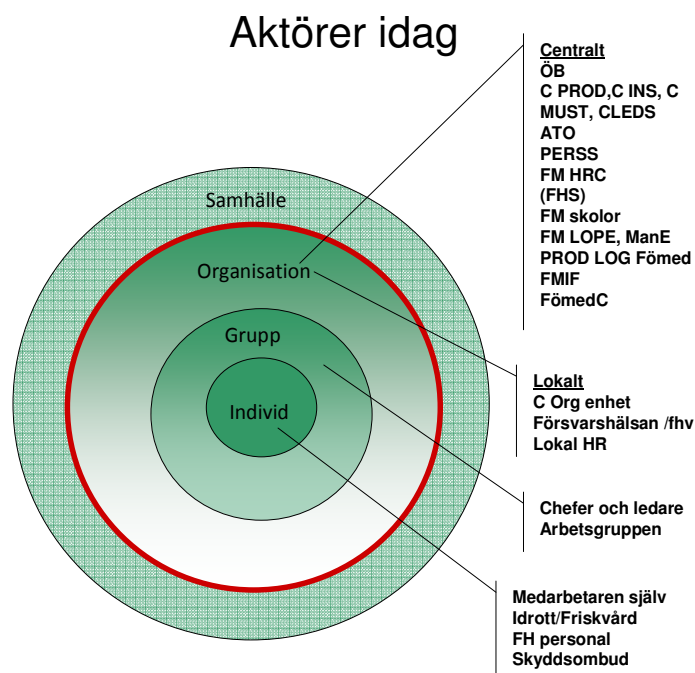 Aktörer idag
Samhälle
Organisation
Grupp
Individ
Centralt
ÖB
C PROD,C INS, C
MUST, CLEDS
ATO
PERSS
FM HRC
(FHS)
FM skolor
FM LOPE, ManE
PROD LOG Fömed
FMIF
FömedC
Lokalt
C Org enhet
Försvarshälsan /fhv
Lokal HR
Chefer och ledare
Arbetsgruppen
Medarbetaren själv
Idrott/Friskvård
FH personal
Skyddsombud